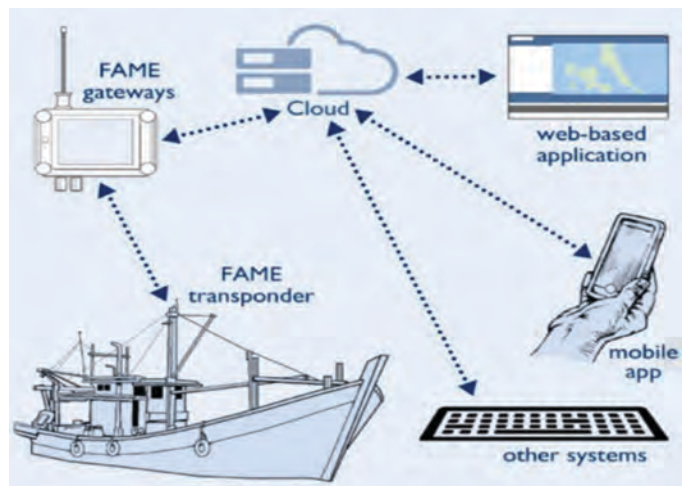 FAME
gateways
Cloud
web-based
application
FAME
transponder
mobile
app
other systems